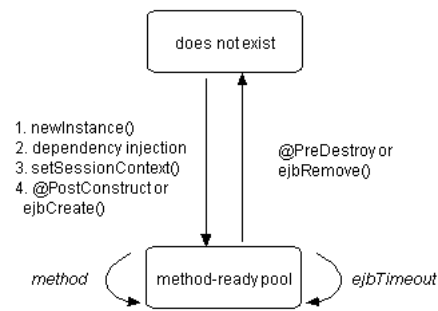 does not exist
1. newInstance()
2. dependency injection
3. setSessionContext()
4. @PostConstruct or
ejbCreate()
@PreDestroy or
ejbRemove()
method
method-ready pool
ejbTimeout